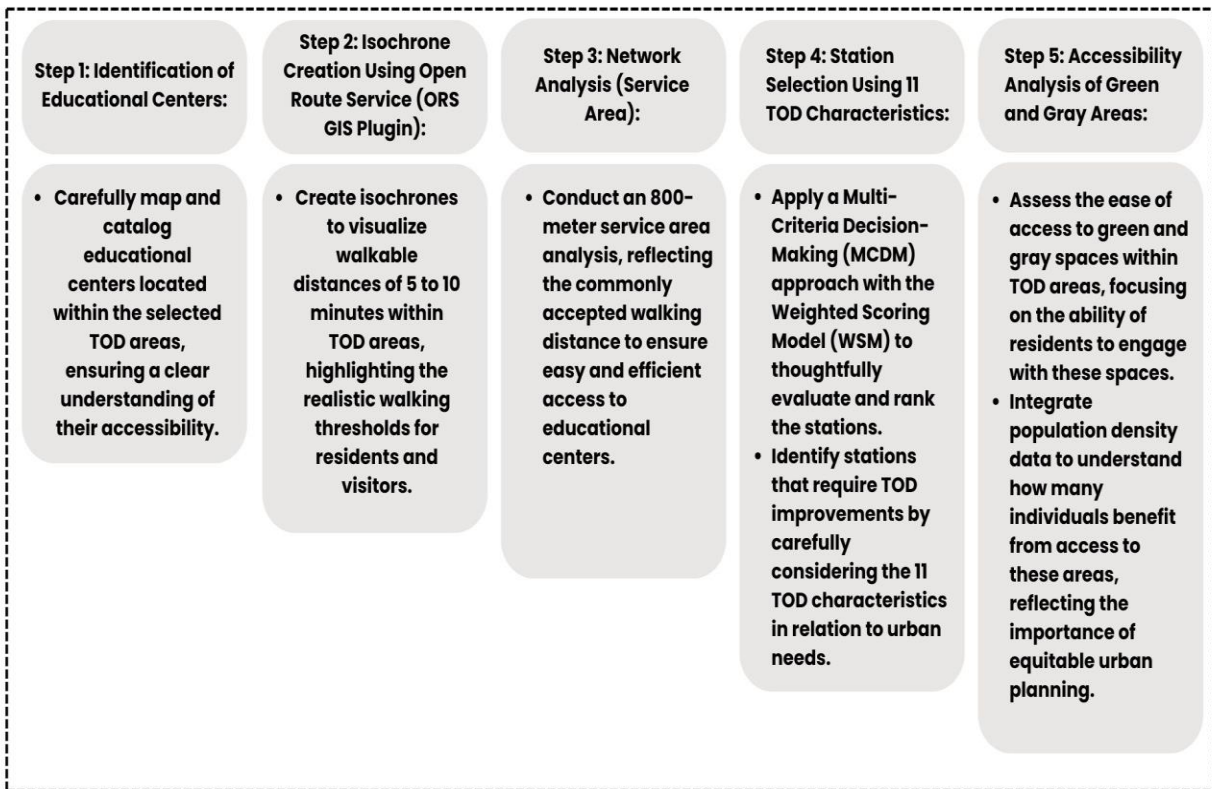 Step 1: Identification of
Educational Centers:
• Carefully map and
catalog
educational
centers located
within the selected
TOD areas,
ensuring a clear
understanding of
their accessibility.
Step 2: Isochrone
Creation Using Open
Route Service (ORS
GIS Plugin):
• Create isochrones
to visualize
walkable
distances of 5 to 10
minutes within
TOD areas,
highlighting the
realistic walking
thresholds for
residents and
visitors.
Step 3: Network
Analysis (Service
Area):
• Conduct an 800-
meter service area
analysis, reflecting
the commonly
accepted walking
distance to ensure
easy and efficient
access to
educational
centers.
Step 4: Station
Selection Using 11
TOD Characteristics:
• Apply a Multi-
Criteria Decision-
Making (MCDM)
approach with the
Weighted Scoring
Model (WSM) to
thoughtfully
evaluate and rank
the stations.
• Identify stations
that require TOD
improvements by
carefully
considering the 11
TOD characteristics
in relation to urban
needs.
Step 5: Accessibility
Analysis of Green
and Gray Areas:
• Assess the ease of
access to green and
gray spaces within
TOD areas, focusing
on the ability of
residents to engage
with these spaces.
• Integrate
population density
data to understand
how many
individuals benefit
from access to
these areas,
reflecting the
importance of
equitable urban
planning.